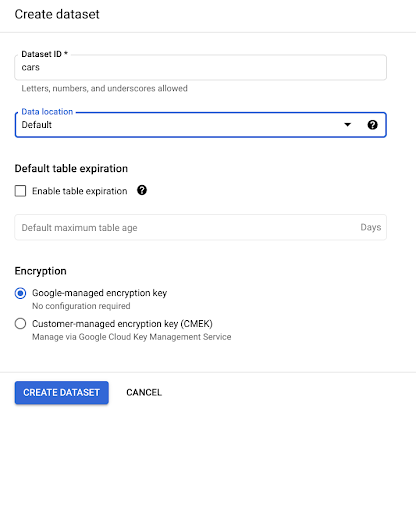 Create dataset
Dataset ID *
cars
Letters, numbers, and underscores allowed
Data location
Default
Default table expiration
Enable table expiration
Default maximum table age Days
Encryption
Google-managed encryption key
No configuration required
Customer-managed encryption key (CMEK)
Manage via Google Cloud Key Management Service
CREATE DATASET CANCEL